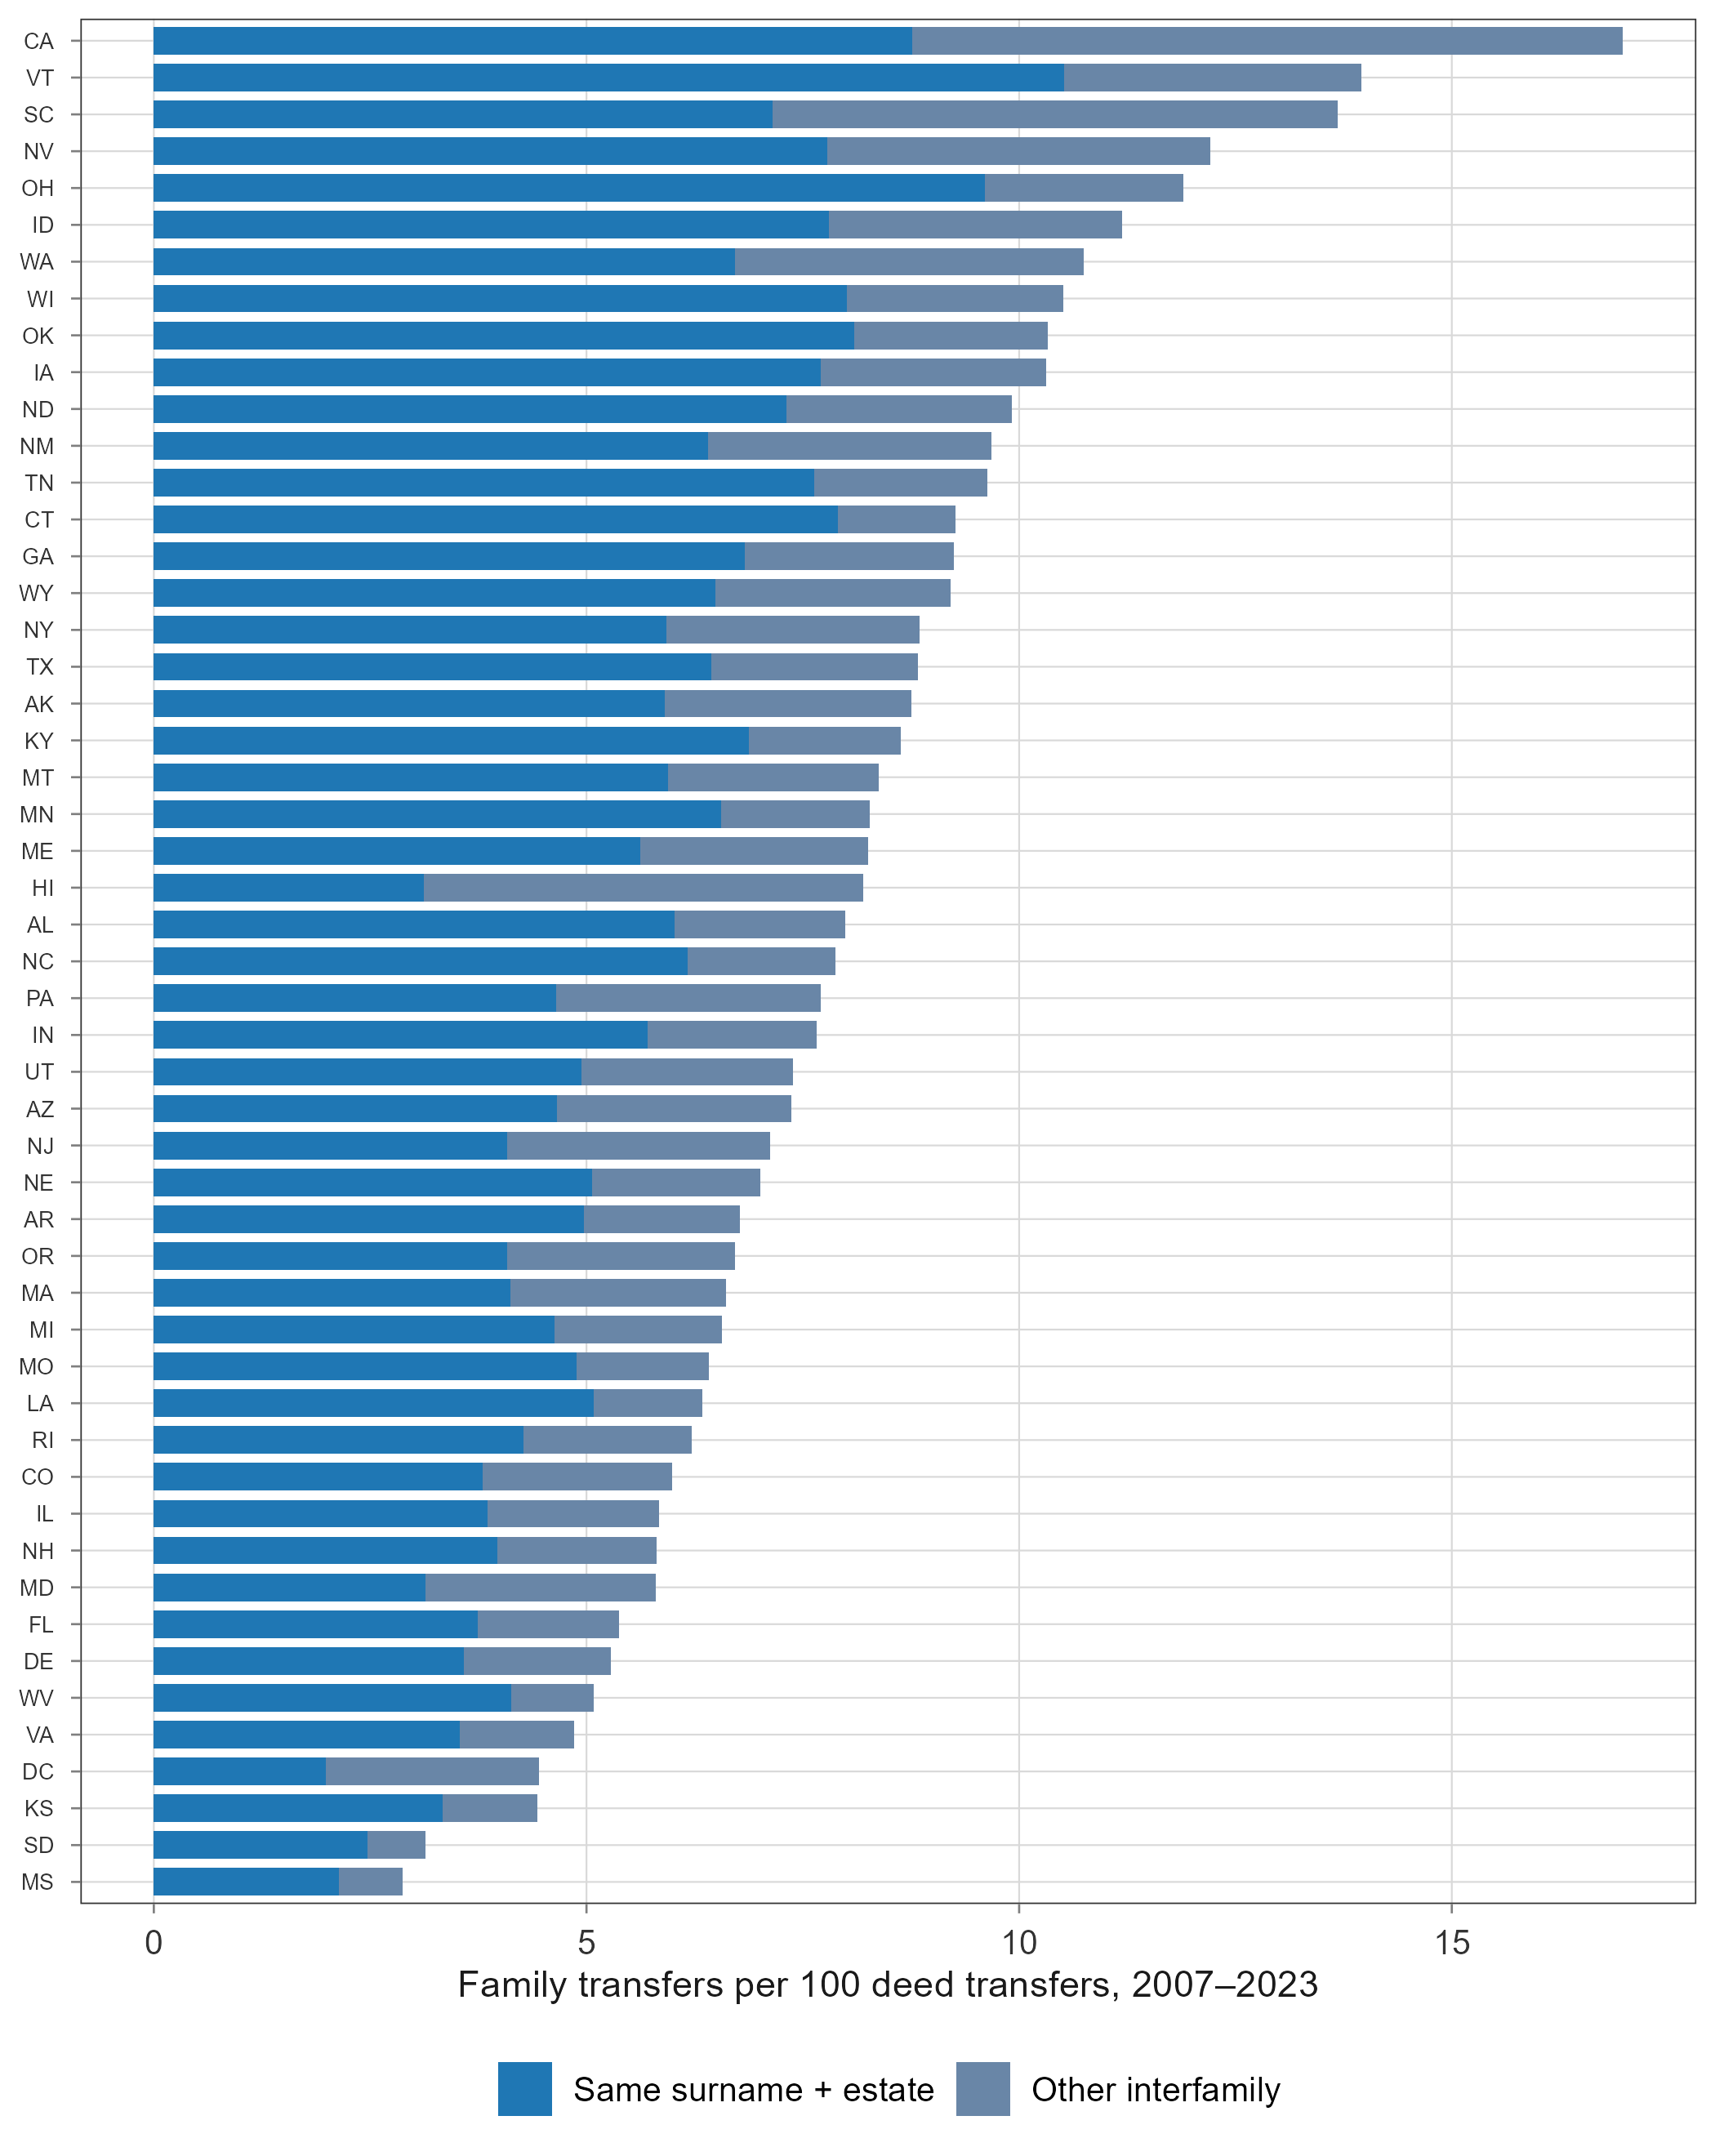 CA
VT
SC
NV
OH
ID
WA
WI
OK
IA
ND
NM
TN
CT
GA
WY
NY
TX
AK
KY
MT
MN
ME
HI
AL
NC
PA
IN
UT
AZ
NJ
NE
AR
OR
MA
MI
MO
LA
RI
CO
IL
NH
MD
FL
DE
WV
VA
DC
KS
SD
MS
0 5 10 15
Family transfers per 100 deed transfers, 2007–2023
Same surname + estate Other interfamily